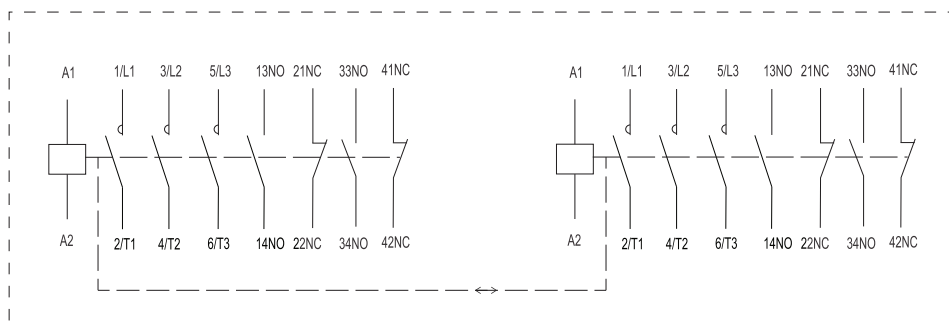 A1 1/L1 3/L2 5/L3 13NO 21NC 33NO 41NC
A2 2/T1 4/T2 6/T3 14NO 22NC 34NO 42NC
A1 1/L1 3/L2 5/L3 13NO 21NC 33NO 41NC
A2 2/T1 4/T2 6/T3 14NO 22NC 34NO 42NC